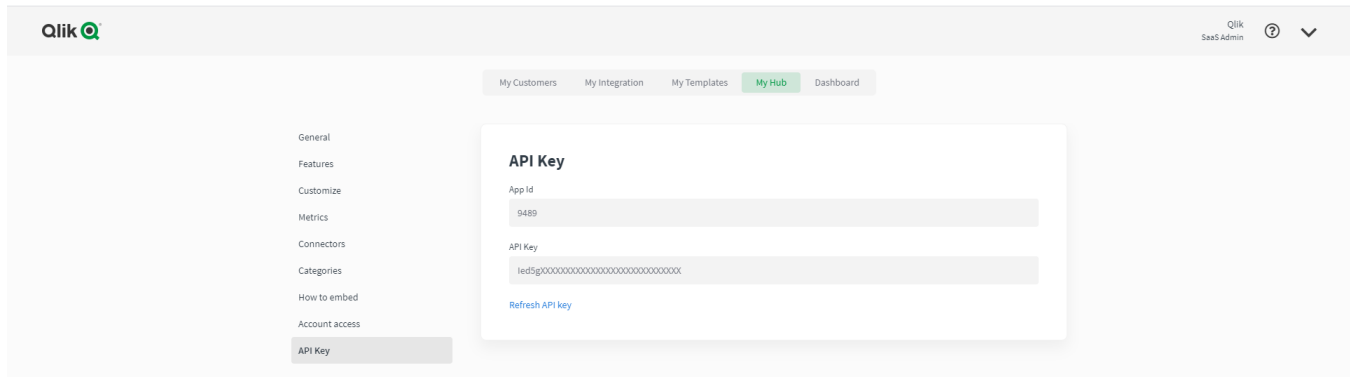 Qlik
Qlik
SaaS Admin
My Customers My Integration My Templates My Hub Dashboard
General
Features
Customize
Metrics
Connectors
Categories
How to embed
Account access
API Key
API Key
App Id
9489
API Key
Ied5gXXXXXXXXXXXXXXXXXXXXXXXXXXX
Refresh API key